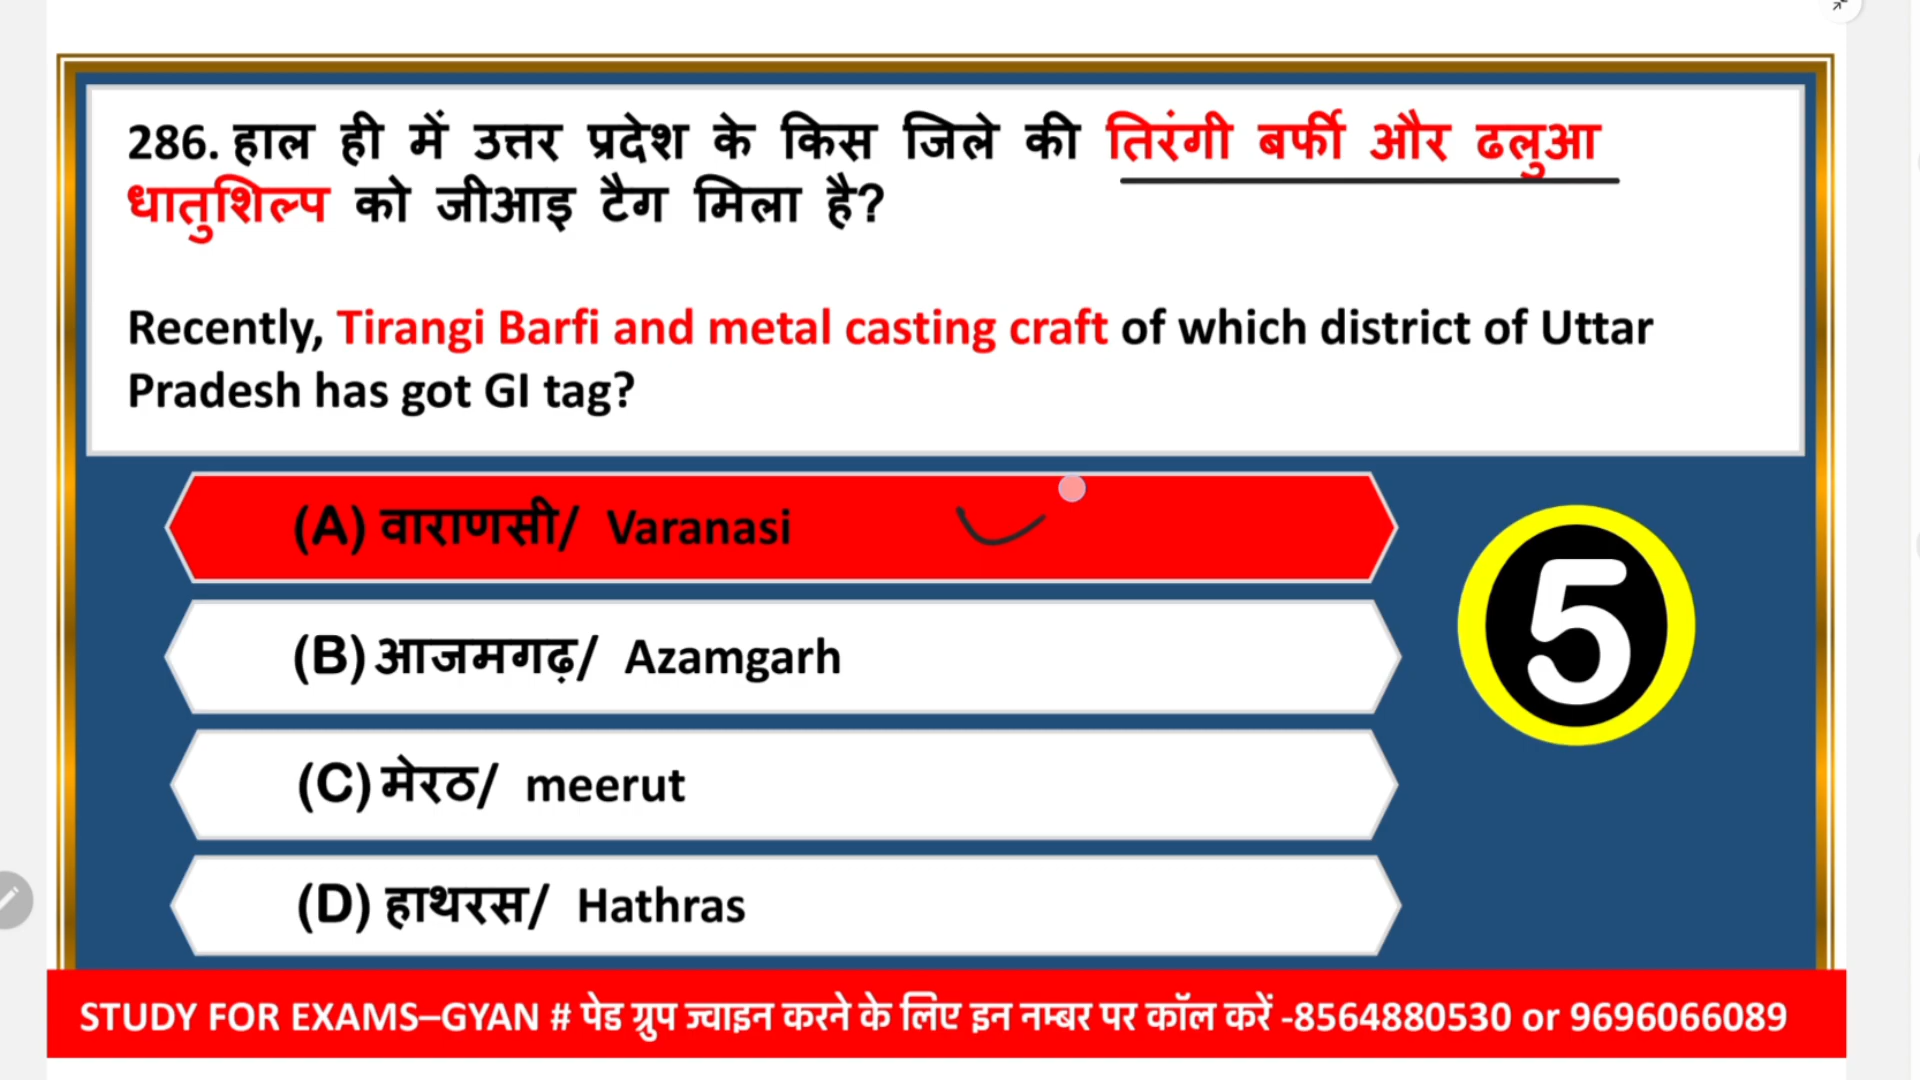 286. हाल ही में उत्तर प्रदेश के किस जिले की तिरंगी बर्फी और ढलुआ
धातुशिल्प को जीआइ टैग मिला है?
Recently, Tirangi Barfi and metal casting craft of which district of Uttar
Pradesh has got GI tag?
(A) वाराणसी/ Varanasi
(B) आजमगढ़/ Azamgarh
(C) मेरठ/ meerut
(D) हाथरस/ Hathras
5
STUDY FOR EXAMS–GYAN # पेड ग्रुप ज्वाइन करने के लिए इन नम्बर पर कॉल करें -8564880530 or 9696066089